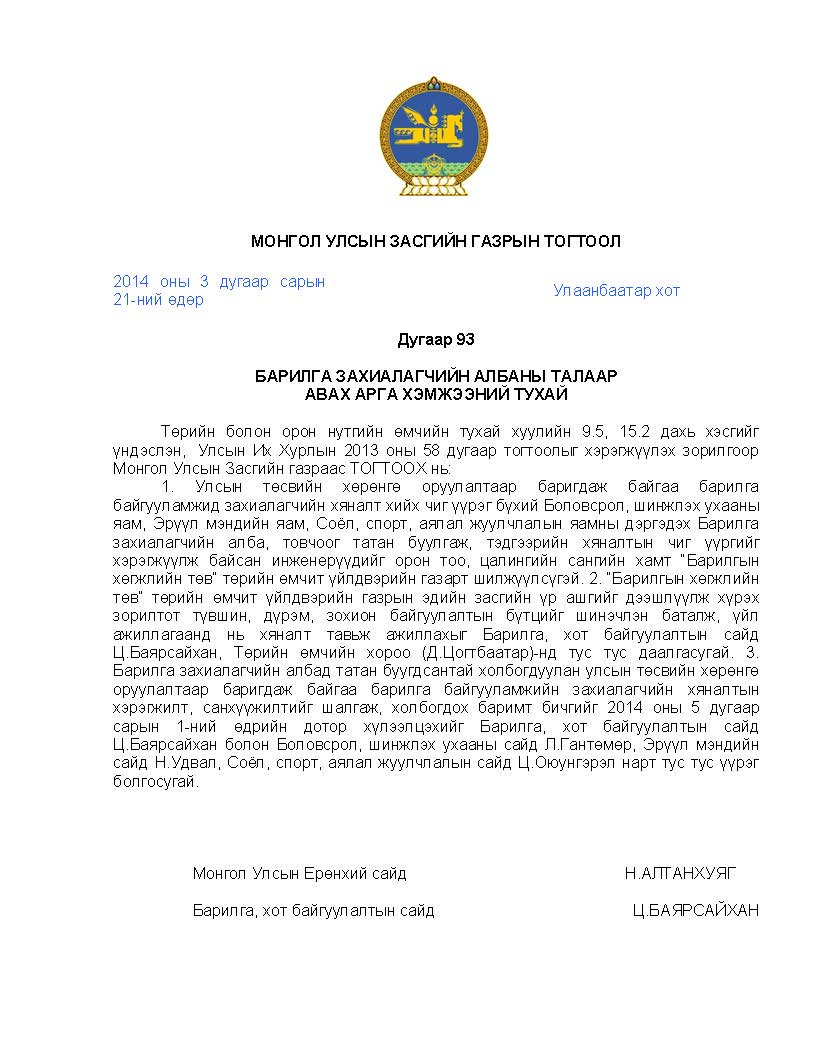 МОНГОЛ УЛСЫН ЗАСГИЙН ГАЗРЫН ТОГТООЛ
2014 оны 3 дугаар сарын
21-ний өдөр
Улаанбаатар хот
Дугаар 93
БАРИЛГА ЗАХИАЛАГЧИЙН АЛБАНЫ ТАЛААР
АВАХ АРГА ХЭМЖЭЭНИЙ ТУХАЙ
Төрийн болон орон нутгийн өмчийн тухай хуулийн 9.5, 15.2 дахь хэсгийг
үндэслэн, Улсын Их Хурлын 2013 оны 58 дугаар тогтоолыг хэрэгжүүлэх зорилгоор
Монгол Улсын Засгийн газраас ТОГТООХ нь:
1. Улсын төсвийн хөрөнгө оруулалтаар баригдаж байгаа барилга
байгууламжид захиалагчийн хяналт хийх чиг үүрэг бүхий Боловсрол, шинжлэх ухааны
яам, Эрүүл мэндийн яам, Соёл, спорт, аялал жуулчлалын яамны дэргэдэх Барилга
захиалагчийн алба, товчоог татан буулгаж, тэдгээрийн хяналтын чиг үүргийг
хэрэгжүүлж байсан инженерүүдийг орон тоо, цалингийн сангийн хамт "Барилгын
хөгжлийн төв" төрийн өмчит үйлдвэрийн газарт шилжүүлсүгэй. 2. "Барилгын хөгжлийн
төв" төрийн өмчит үйлдвэрийн газрын эдийн засгийн үр ашгийг дээшлүүлж хүрэх
зорилтот түвшин, дүрэм, зохион байгуулалтын бүтцийг шинэчлэн баталж, үйл
ажиллагаанд нь хяналт тавьж ажиллахыг Барилга, хот байгуулалтын сайд
Ц.Баярсайхан, Төрийн өмчийн хороо (Д.Цогтбаатар)-нд тус тус даалгасугай. 3.
Барилга захиалагчийн албад татан буугдсантай холбогдуулан улсын төсвийн хөрөнгө
оруулалтаар баригдаж байгаа барилга байгууламжийн захиалагчийн хяналтын
хэрэгжилт, санхүүжилтийг шалгаж, холбогдох баримт бичгийг 2014 оны 5 дугаар
сарын 1-ний өдрийн дотор хүлээлцэхийг Барилга, хот байгуулалтын сайд
Ц.Баярсайхан болон Боловсрол, шинжлэх ухааны сайд Л.Гантөмөр, Эрүүл мэндийн
сайд Н.Удвал, Соёл, спорт, аялал жуулчлалын сайд Ц.Оюунгэрэл нарт тус тус үүрэг
болгосугай.
Монгол Улсын Ерөнхий сайд Н.АЛТАНХУЯГ
Барилга, хот байгуулалтын сайд Ц.БАЯРСАЙХАН